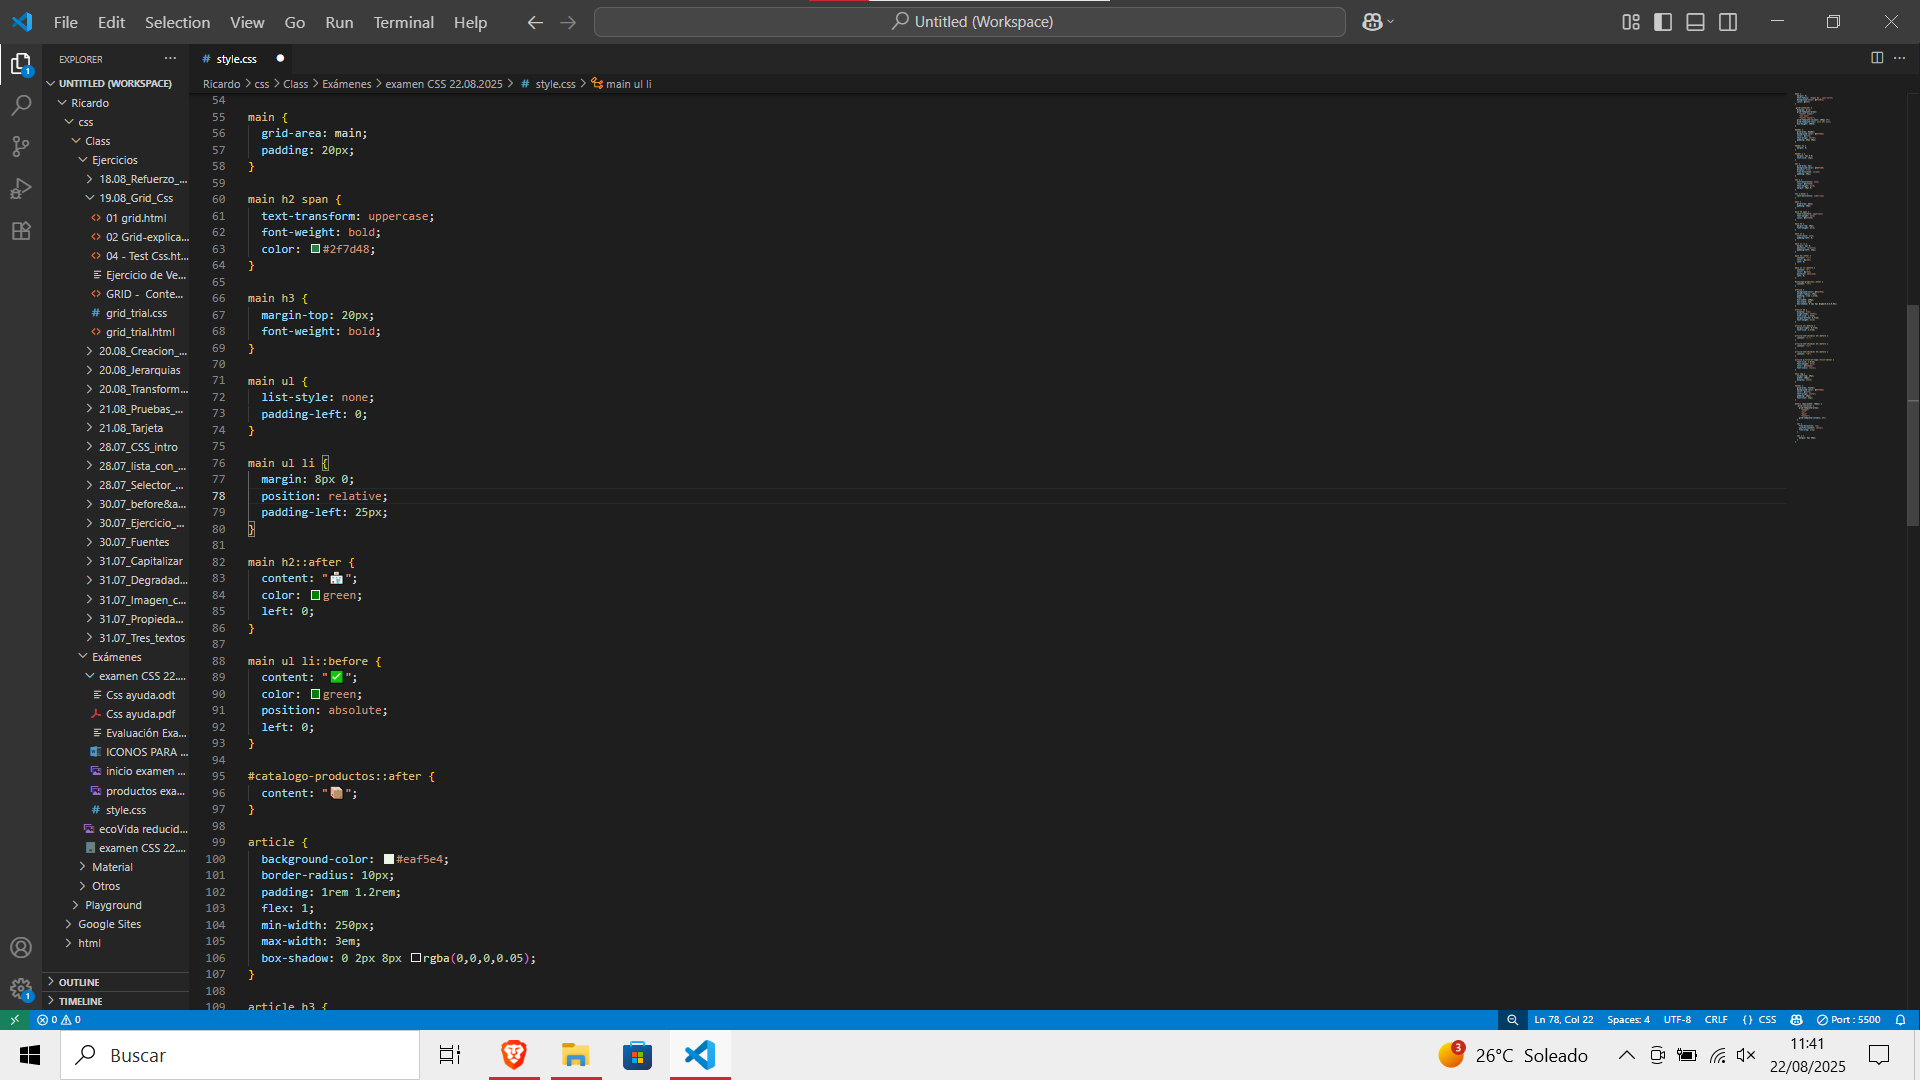 File Edit Selection View Go Run Terminal Help
Untitled (Workspace)
EXPLORER
UNTITLED (WORKSPACE)
Ricardo
css
Class
Ejercicios
18.08_Refuerzo_...
19.08_Grid_Css
01 grid.html
02 Grid-explica...
04 - Test Css.ht...
Ejercicio de Ve...
GRID - Conte...
grid_trial.css
grid_trial.html
20.08_Creacion_...
20.08_Jerarquias
20.08_Transform...
21.08_Pruebas_...
21.08_Tarjeta
28.07_CSS_intro
28.07_lista_con_...
28.07_Selector_...
30.07_before&a...
30.07_Ejercicio_...
30.07_Fuentes
31.07_Capitalizar
31.07_Degradad...
31.07_Imagen_c...
31.07_Propieda...
31.07_Tres_textos
Exámenes
examen CSS 22....
Css ayuda.odt
Css ayuda.pdf
Evaluación Exa...
ICONOS PARA ...
inicio examen ...
productos exa...
style.css
ecoVida reducid...
examen CSS 22....
Material
Otros
Playground
Google Sites
html
OUTLINE
TIMELINE
# style.css
Ricardo > css > Class > Exámenes > examen CSS 22.08.2025 > # style.css > main ul li
54
55 main {
56 grid-area: main;
57 padding: 20px;
58 }
59
60 main h2 span {
61 text-transform: uppercase;
62 font-weight: bold;
63 color: #2f7d48;
64 }
65
66 main h3 {
67 margin-top: 20px;
68 font-weight: bold;
69 }
70
71 main ul {
72 list-style: none;
73 padding-left: 0;
74 }
75
76 main ul li {
77 margin: 8px 0;
78 position: relative;
79 padding-left: 25px;
80 }
81
82 main h2::after {
83 content: "";
84 color: green;
85 left: 0;
86 }
87
88 main ul li::before {
89 content: "✅";
90 color: green;
91 position: absolute;
92 left: 0;
93 }
94
95 #catalogo-productos::after {
96 content: "📦";
97 }
98
99 article {
100 background-color: #eaf5e4;
101 border-radius: 10px;
102 padding: 1rem 1.2rem;
103 flex: 1;
104 min-width: 250px;
105 max-width: 3em;
106 box-shadow: 0 2px 8px rgba(0,0,0,0.05);
107 }
108
109 article h3 {
0 0
Ln 78, Col 22 Spaces: 4 UTF-8 CRLF {} CSS Port : 5500
Buscar
3
26°C Soleado
11:41
22/08/2025